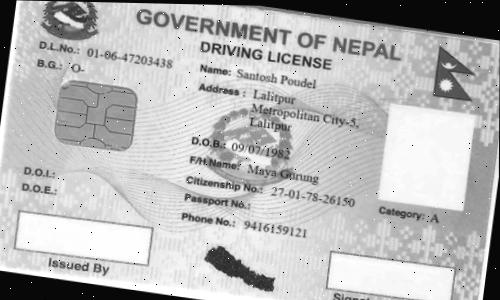 GOVERNMENT OF NEPAL
DRIVING LICENSE
D.L.No.: 01-06-47203438
B.G.: O-
Name: Santosh Poudel
Address : Lalitpur
Metropolitan City-5,
Lalitpur
D.O.B.: 09/07/1982
F/H.Name: Maya Gurung
Citizenship No.: 27-01-78-26150
Passport No.:
Phone No.: 9416159121
D.O.I.:
D.O.E.:
Category: A
Issued By